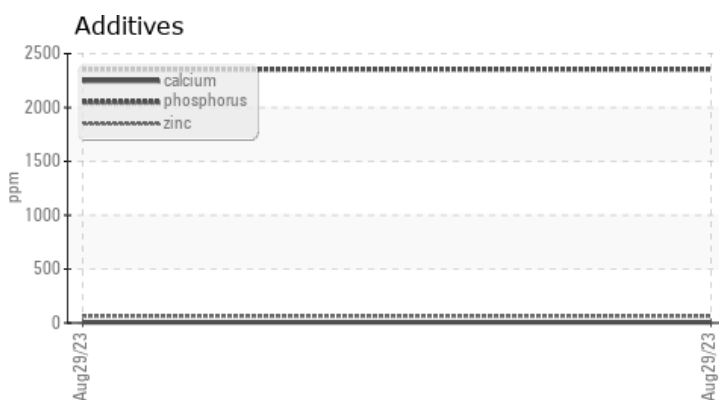 Additives
2500
calcium
2000
phosphorus
zinc
1500
ppm
1000
500
0
Aug29/23
Aug29/23